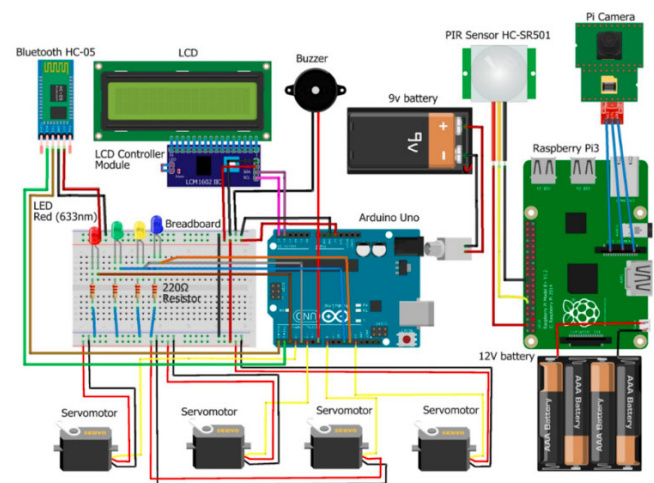 Pi Camera
PIR Sensor HC-SR501
Bluetooth HC-05
LCD
Buzzer
9v battery
9v
+
-
Raspberry Pi3
LCD Controller
Module
LCM1602 IIC
LED
Red (633nm)
Breadboard
Arduino Uno
220Ω
Resistor
UNO
12V battery
AAA Battery
AAA Battery
AAA Battery
AAA Battery
Servomotor
Servomotor
Servomotor
Servomotor